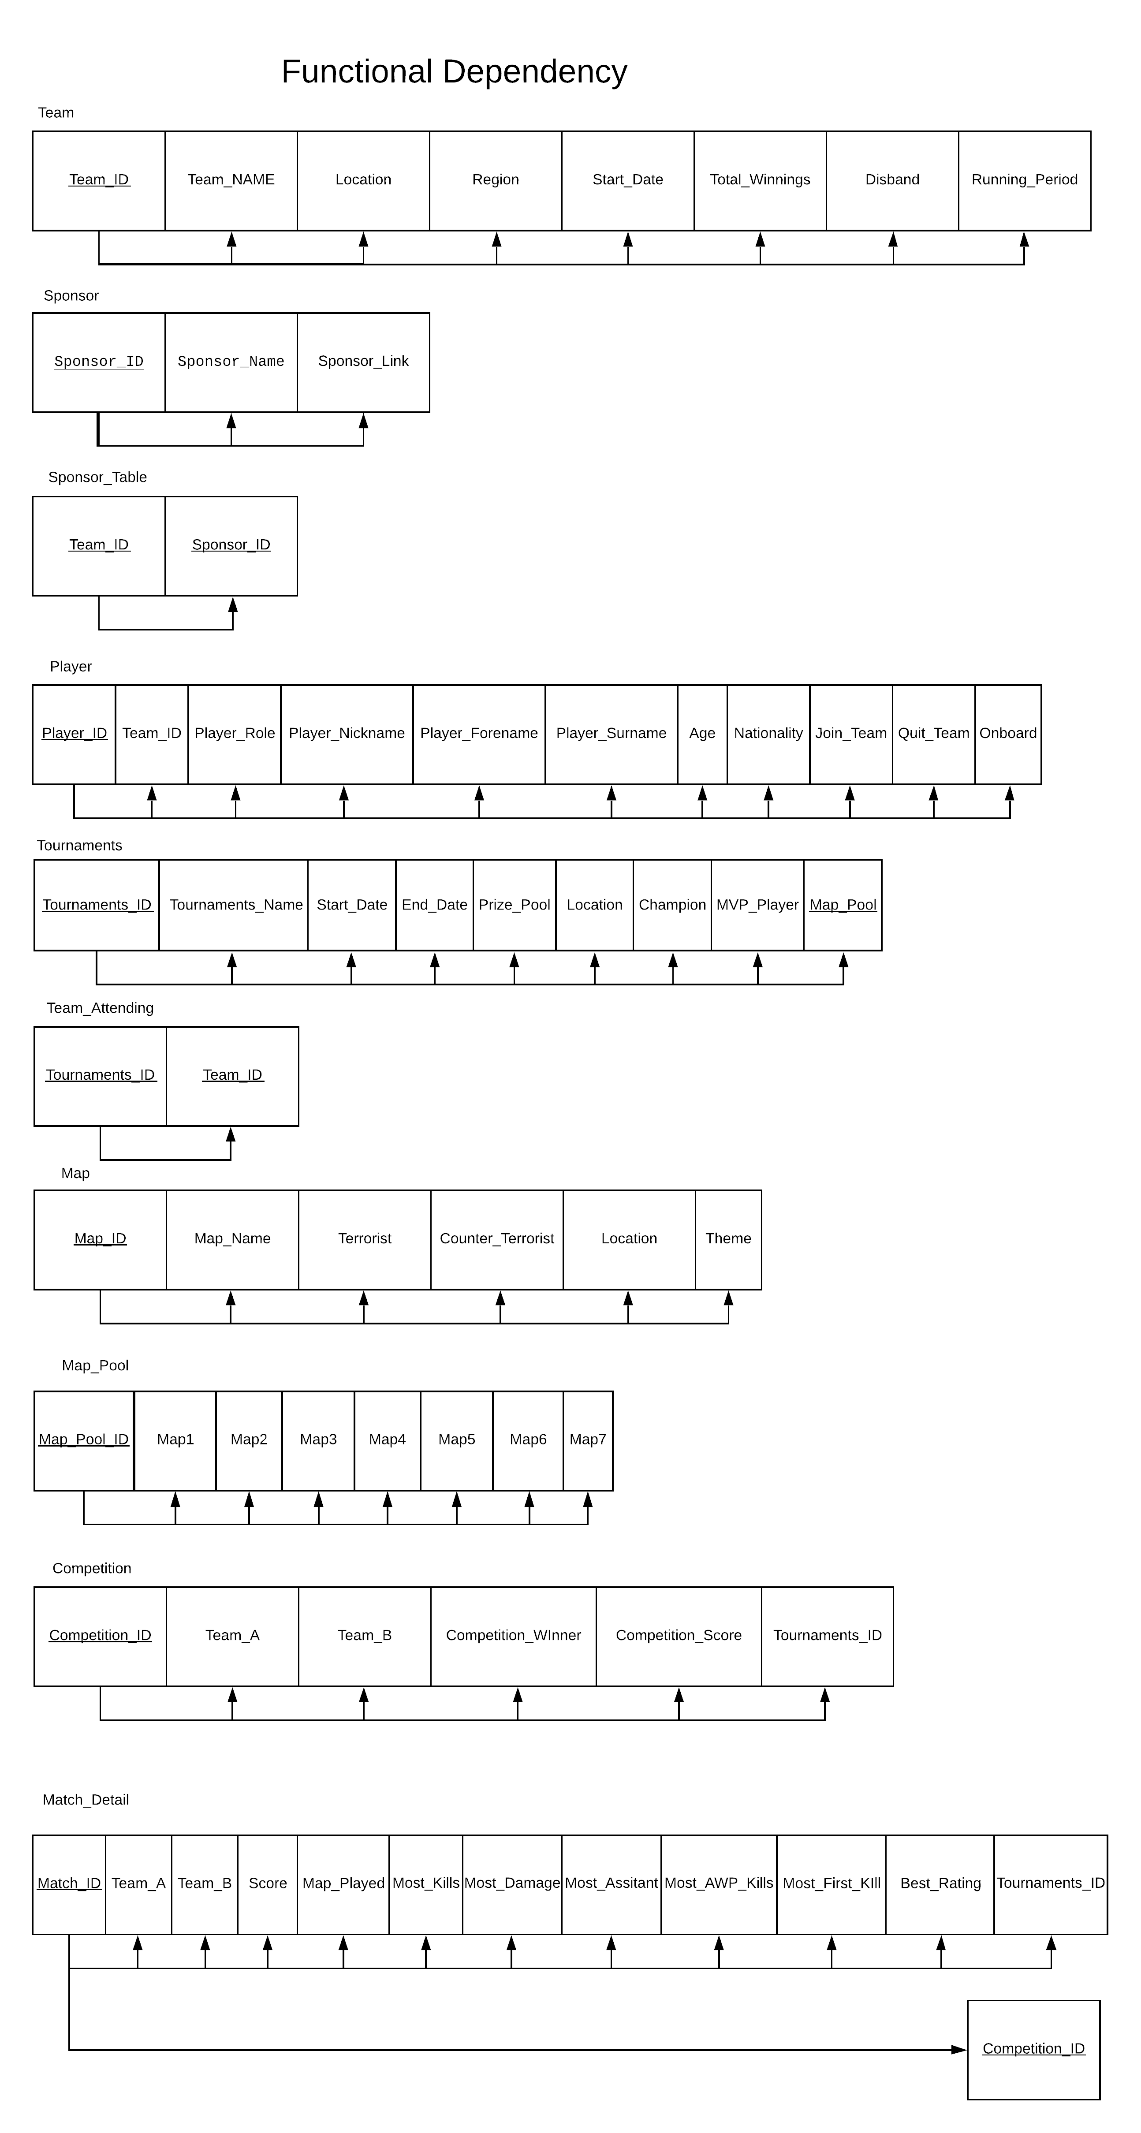 Functional Dependency
Team
Team_ID Team_NAME Location Region Start_Date Total_Winnings Disband Running_Period
Sponsor
Sponsor_ID Sponsor_Name Sponsor_Link
Sponsor_Table
Team_ID Sponsor_ID
Player
Player_ID Team_ID Player_Role Player_Nickname Player_Forename Player_Surname Age Nationality Join_Team Quit_Team Onboard
Tournaments
Tournaments_ID Tournaments_Name Start_Date End_Date Prize_Pool Location Champion MVP_Player Map_Pool
Team_Attending
Tournaments_ID Team_ID
Map
Map_ID Map_Name Terrorist Counter_Terrorist Location Theme
Map_Pool
Map_Pool_ID Map1 Map2 Map3 Map4 Map5 Map6 Map7
Competition
Competition_ID Team_A Team_B Competition_WInner Competition_Score Tournaments_ID
Match_Detail
Match_ID Team_A Team_B Score Map_Played Most_Kills Most_Damage Most_Assitant Most_AWP_Kills Most_First_KIll Best_Rating Tournaments_ID
Competition_ID